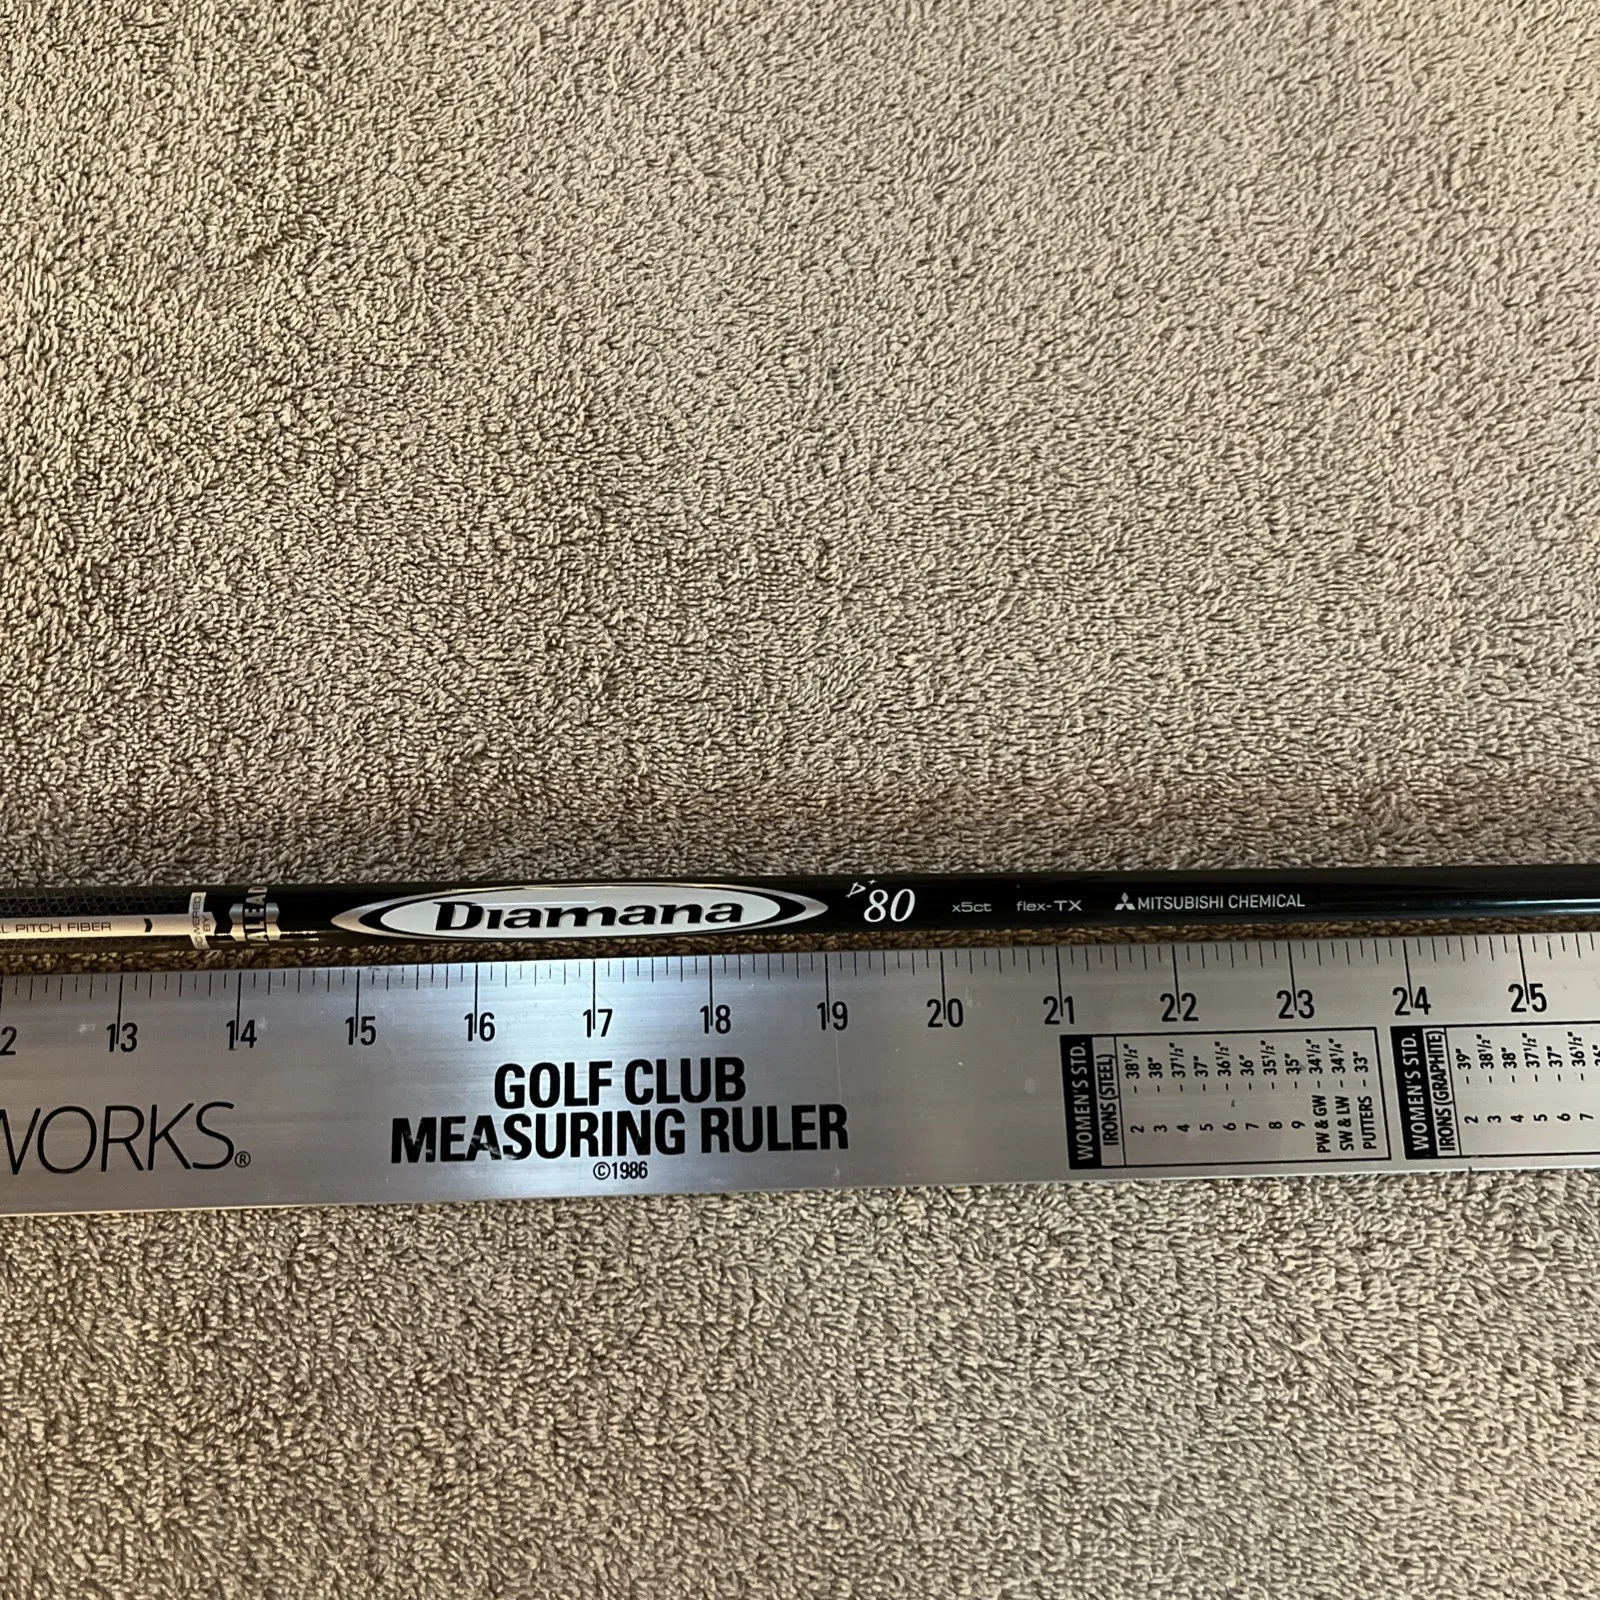 PITCH FIBER
POWERED BY
ALEAD
Diamana D+ 80 x5ct flex-TX MITSUBISHI CHEMICAL
13 14 15 16 17 18 19 20 21 22 23 24 25
WORKS®
GOLF CLUB
MEASURING RULER
©1986
WOMEN'S STD.
IRONS (STEEL)
2 - 38½"
3 - 38"
4 - 37½"
5 - 37"
6 - 36½"
7 - 36"
8 - 35½"
9 - 35"
PW & GW - 34½"
SW & LW - 34¼"
PUTTERS - 33"
WOMEN'S STD.
IRONS (GRAPHITE)
2 - 39"
3 - 38½"
4 - 38"
5 - 37½"
6 - 37"
7 - 36½"